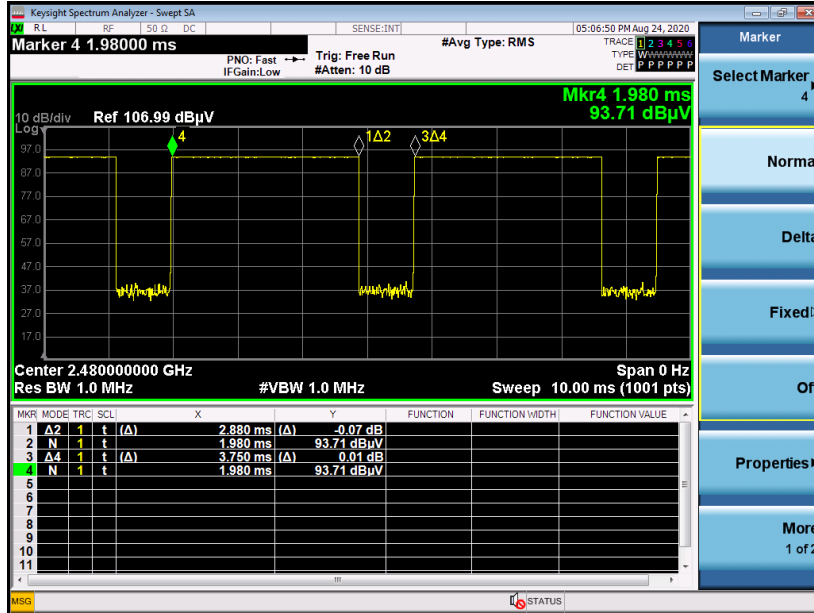 Keysight Spectrum Analyzer - Swept SA
LXI RL RF 50 Ω DC SENSE:INT 05:06:50 PM Aug 24, 2020
Marker 4 1.98000 ms
PNO: Fast
IFGain:Low
Trig: Free Run
#Atten: 10 dB
#Avg Type: RMS
TRACE 1 2 3 4 5 6
TYPE WWWWWW
DET P P P P P P
Mkr4 1.980 ms
93.71 dBµV
10 dB/div Ref 106.99 dBµV
Log
4 1Δ2 3Δ4
97.0
87.0
77.0
67.0
57.0
47.0
37.0
27.0
17.0
Center 2.480000000 GHz Span 0 Hz
Res BW 1.0 MHz #VBW 1.0 MHz Sweep 10.00 ms (1001 pts)
MKR MODE TRC SCL X Y FUNCTION FUNCTION WIDTH FUNCTION VALUE
1 Δ2 1 t (Δ) 2.880 ms (Δ) -0.07 dB
2 N 1 t 1.980 ms 93.71 dBuV
3 Δ4 1 t (Δ) 3.750 ms (Δ) 0.01 dB
4 N 1 t 1.980 ms 93.71 dBuV
5
6
7
8
9
10
11
MSG STATUS
Marker
Select Marker
4
Norma
Delta
Fixed
Of
Properties
More
1 of 2